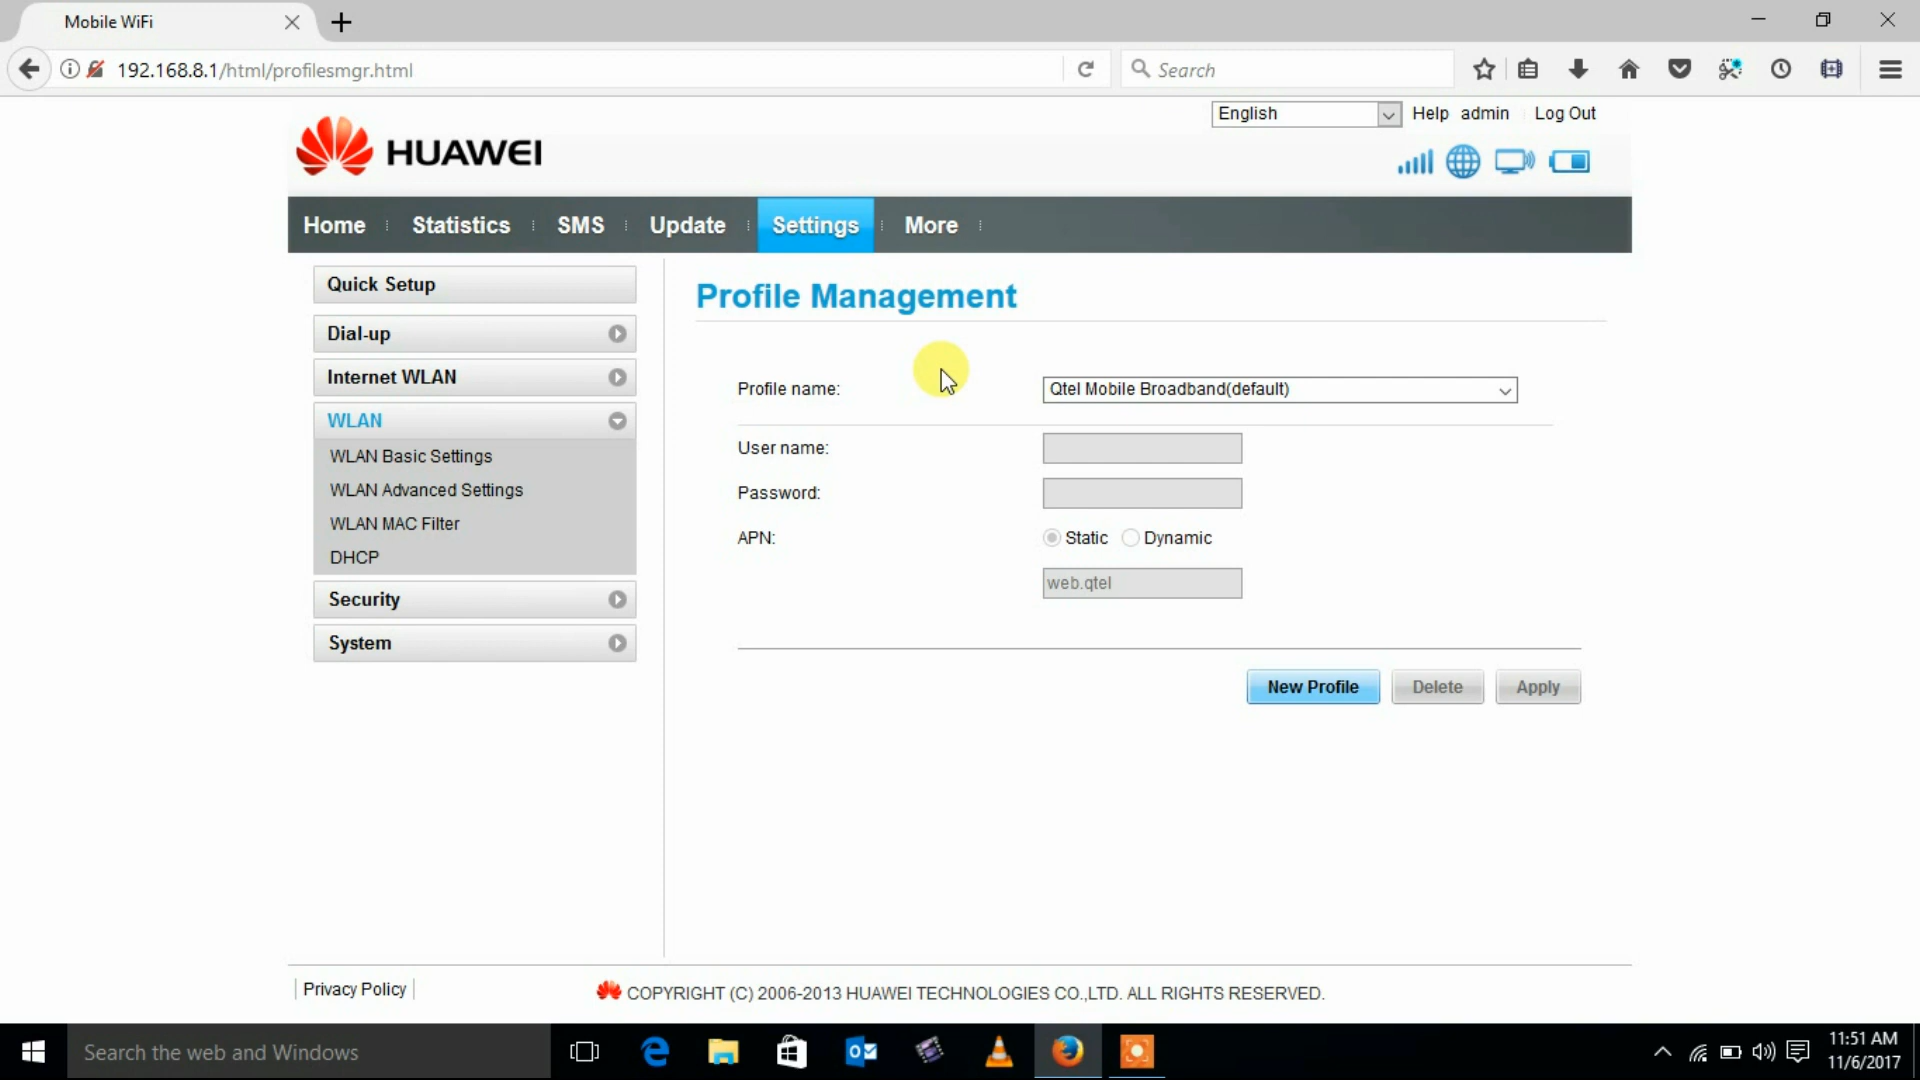 Mobile WiFi
192.168.8.1/html/profilesmgr.html
Search
English
Help admin Log Out
HUAWEI
Home Statistics SMS Update Settings More
Quick Setup
Dial-up
Internet WLAN
WLAN
WLAN Basic Settings
WLAN Advanced Settings
WLAN MAC Filter
DHCP
Security
System
Profile Management
Profile name: Qtel Mobile Broadband(default)
User name:
Password:
APN: Static Dynamic
web.qtel
New Profile Delete Apply
Privacy Policy
COPYRIGHT (C) 2006-2013 HUAWEI TECHNOLOGIES CO.,LTD. ALL RIGHTS RESERVED.
Search the web and Windows
11:51 AM
11/6/2017